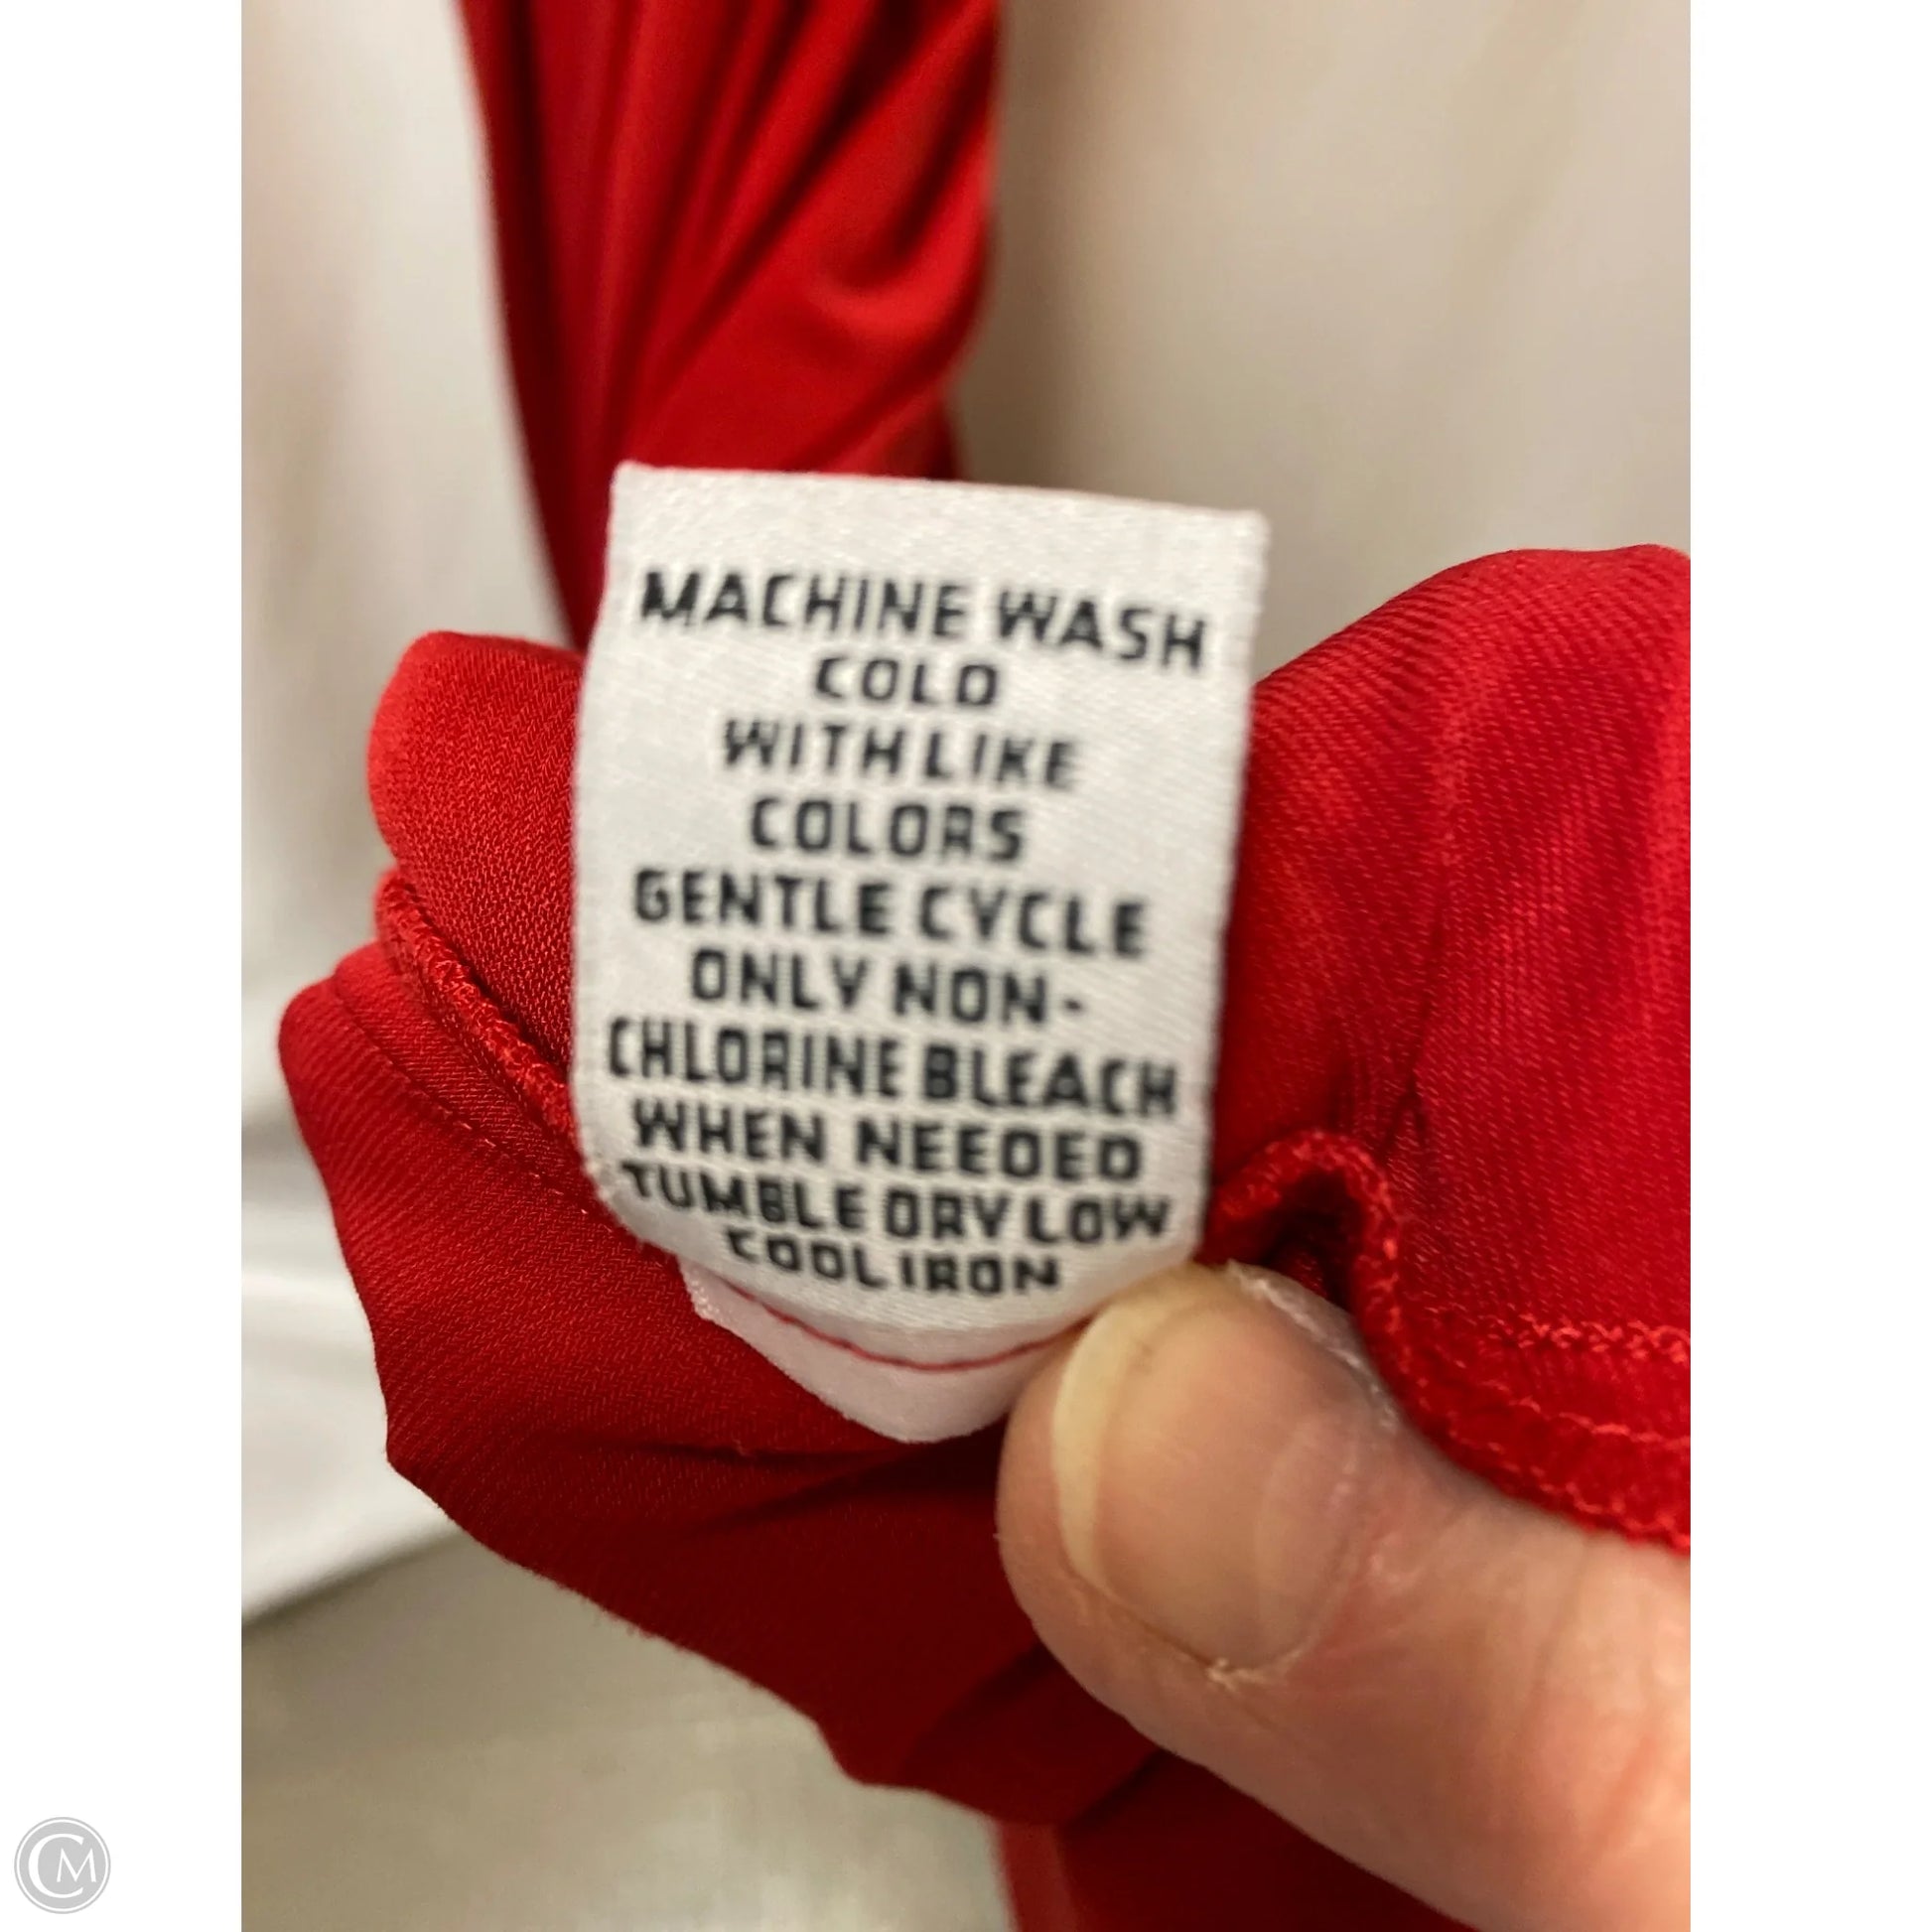 MACHINE WASH
COLD
WITH LIKE
COLORS
GENTLE CYCLE
ONLY NON-
CHLORINE BLEACH
WHEN NEEDED
TUMBLE DRY LOW
COOL IRON
CM